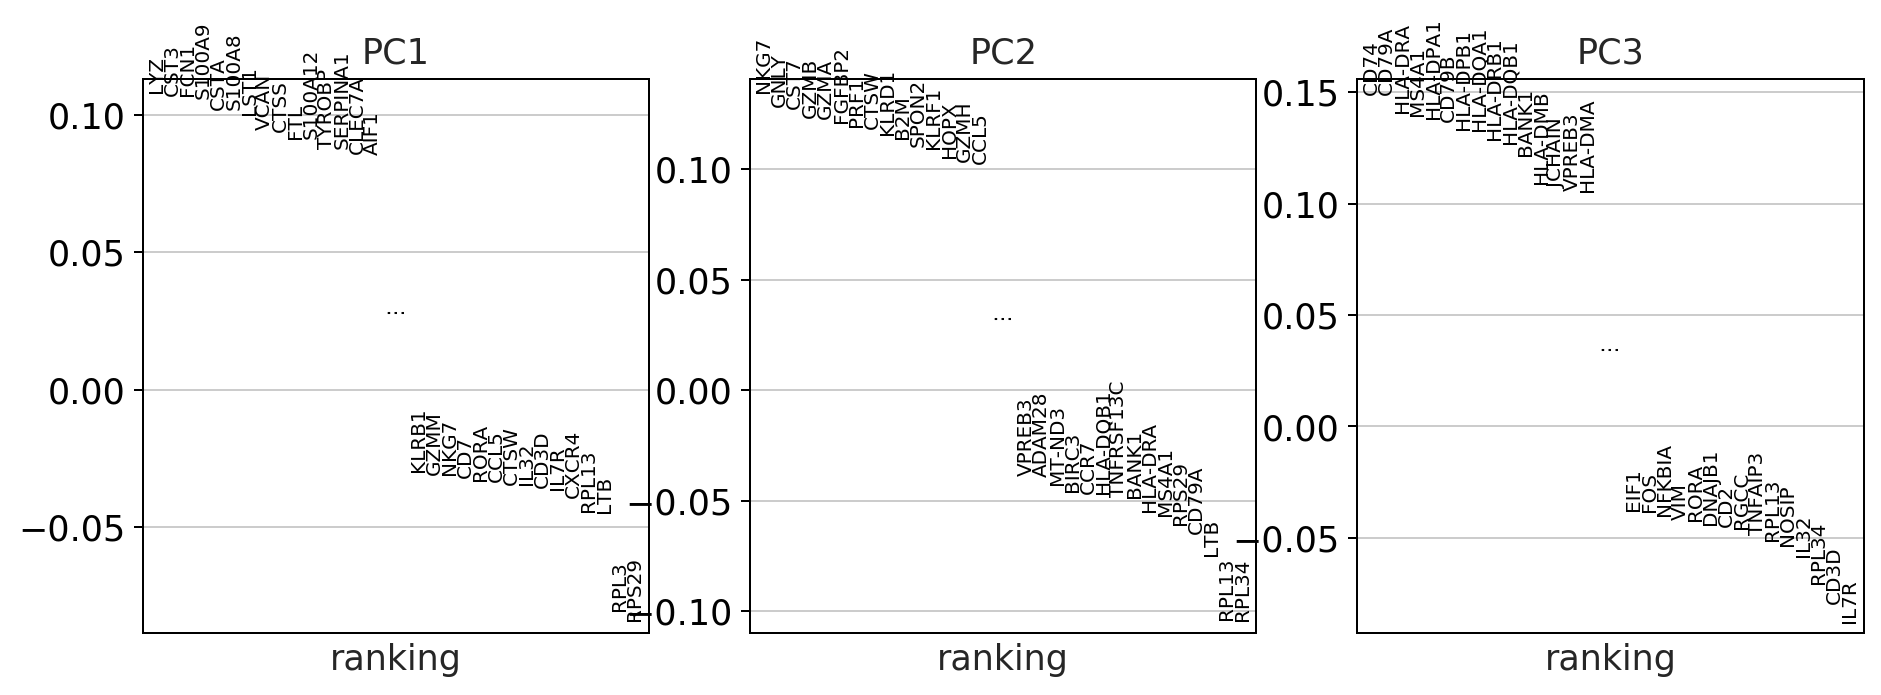 PC1
0.10
0.05
0.00
−0.05
LYZ
CST3
FCN1
S100A9
CSTA
S100A8
LST1
VCAN
CTSS
FTL
S100A12
TYROBP
SERPINA1
CLEC7A
AIF1
...
KLRB1
GZMM
NKG7
CD7
RORA
CCL5
CTSW
IL32
CD3D
IL7R
CXCR4
RPL13
LTB
RPL3
RPS29
ranking
PC2
0.10
0.05
0.00
−0.05
−0.10
NKG7
GNLY
CST7
GZMB
GZMA
FGFBP2
PRF1
CTSW
KLRD1
B2M
SPON2
KLRF1
HOPX
GZMH
CCL5
...
VPREB3
ADAM28
MT-ND3
BIRC3
CCR7
HLA-DQB1
TNFRSF13C
BANK1
HLA-DRA
MS4A1
RPS29
CD79A
LTB
RPL13
RPL34
ranking
PC3
0.15
0.10
0.05
0.00
−0.05
CD74
CD79A
HLA-DRA
MS4A1
HLA-DPA1
CD79B
HLA-DPB1
HLA-DQA1
HLA-DRB1
HLA-DQB1
BANK1
HLA-DMB
JCHAIN
VPREB3
HLA-DMA
...
EIF1
FOS
NFKBIA
VIM
RORA
DNAJB1
CD2
RGCC
TNFAIP3
RPL13
NOSIP
IL32
RPL34
CD3D
IL7R
ranking